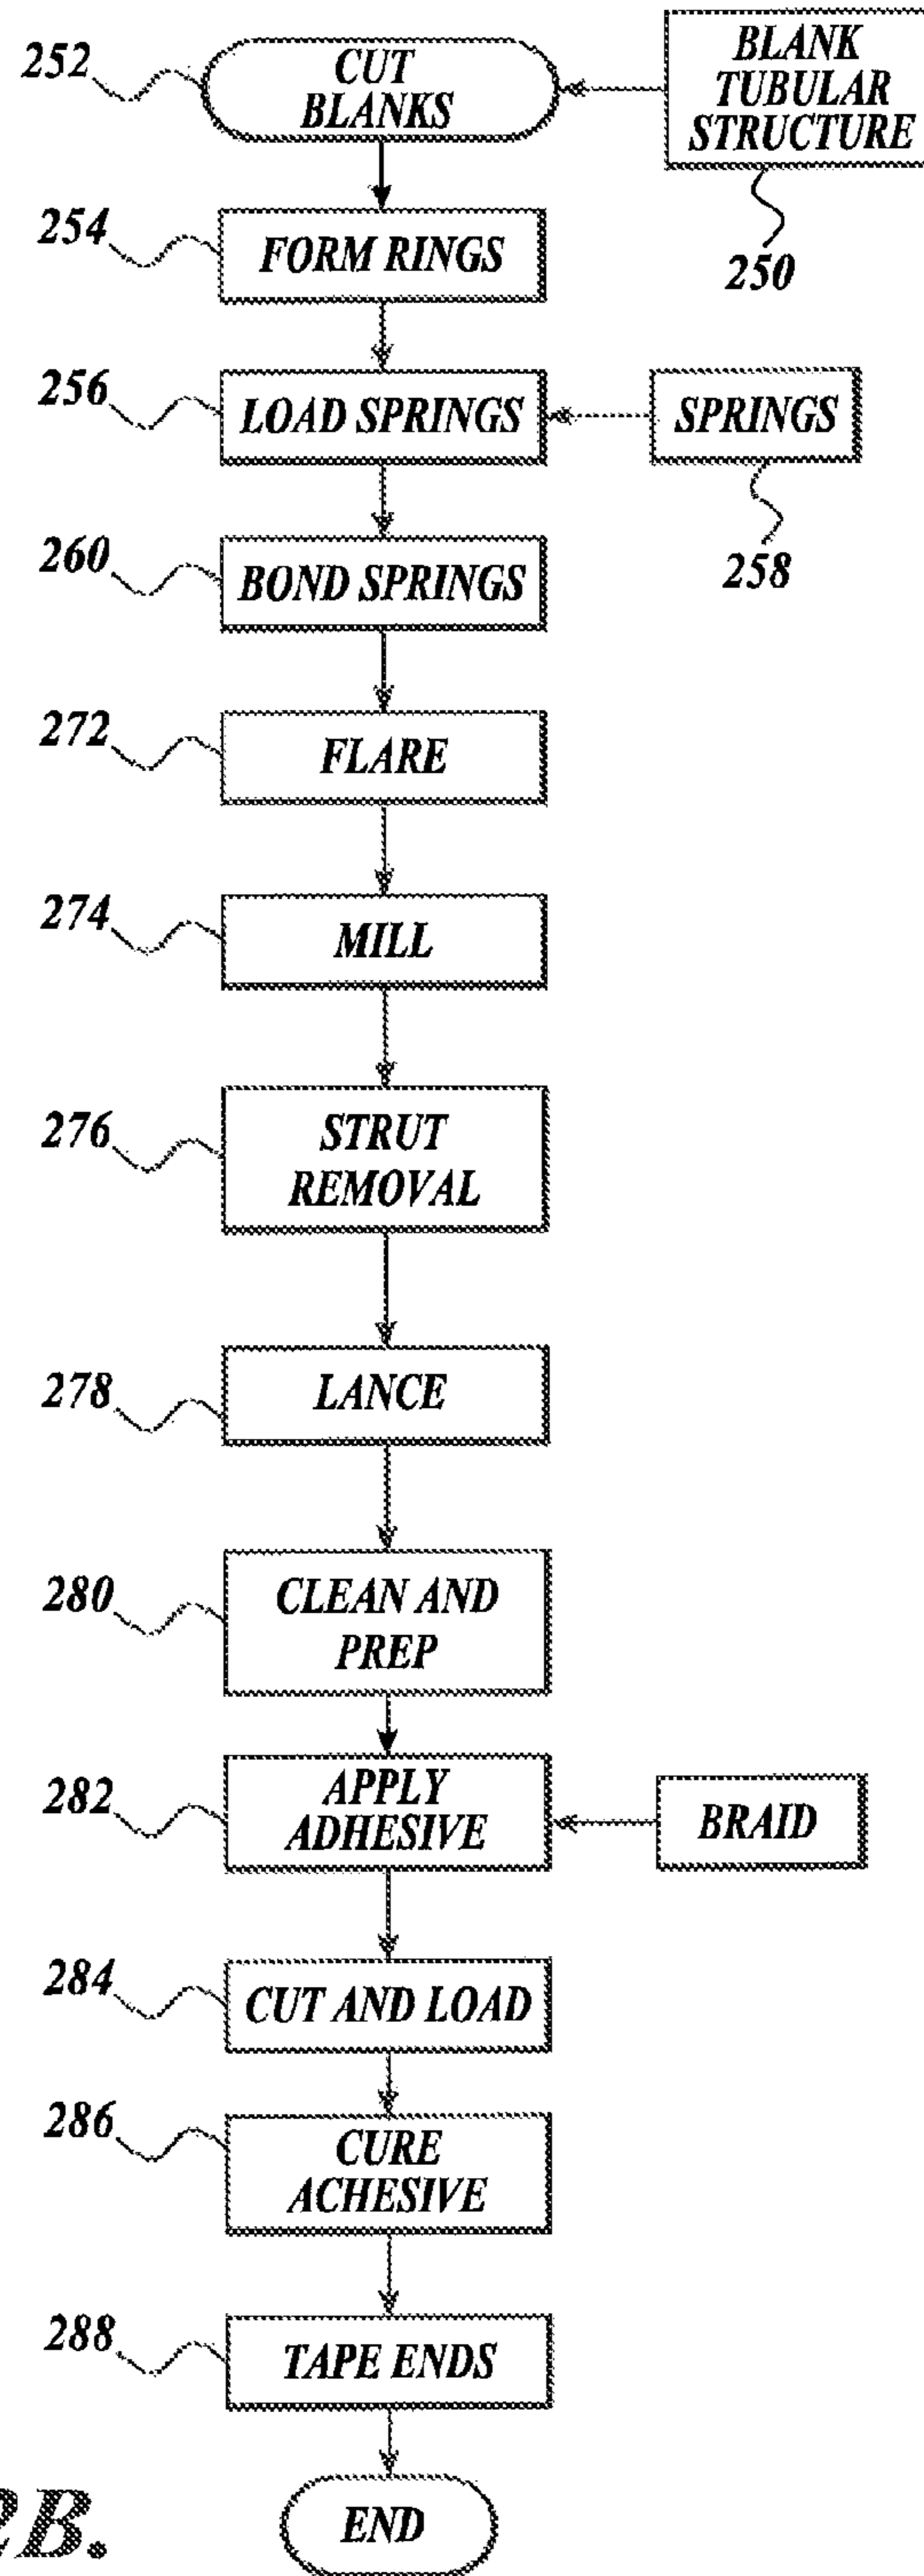 252
CUT
BLANKS
BLANK
TUBULAR
STRUCTURE
250
254
FORM RINGS
256
LOAD SPRINGS
SPRINGS
258
260
BOND SPRINGS
272
FLARE
274
MILL
276
STRUT
REMOVAL
278
LANCE
280
CLEAN AND
PREP
282
APPLY
ADHESIVE
BRAID
284
CUT AND LOAD
286
CURE
ACHESIVE
288
TAPE ENDS
END
2B.